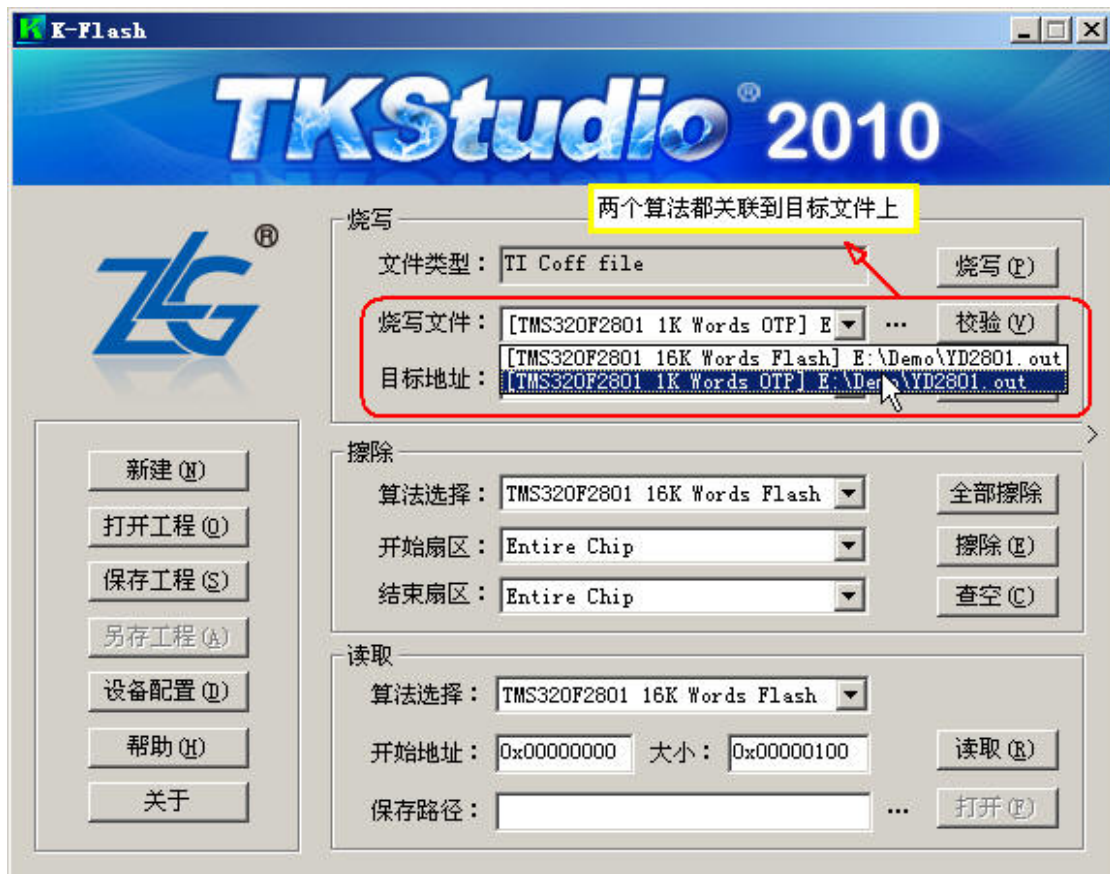 K-Flash
TKStudio® 2010
两个算法都关联到目标文件上
ZLG®
烧写
文件类型： TI Coff file 烧写(P)
烧写文件： [TMS320F2801 1K Words OTP] E ... 校验(V)
[TMS320F2801 16K Words Flash] E:\Demo\YD2801.out
目标地址： [TMS320F2801 1K Words OTP] E:\Demo\YD2801.out
>
新建(N)
打开工程(O)
保存工程(S)
另存工程(A)
设备配置(D)
帮助(H)
关于
擦除
算法选择： TMS320F2801 16K Words Flash 全部擦除
开始扇区： Entire Chip 擦除(E)
结束扇区： Entire Chip 查空(C)
读取
算法选择： TMS320F2801 16K Words Flash
开始地址： 0x00000000 大小： 0x00000100 读取(R)
保存路径： ... 打开(F)